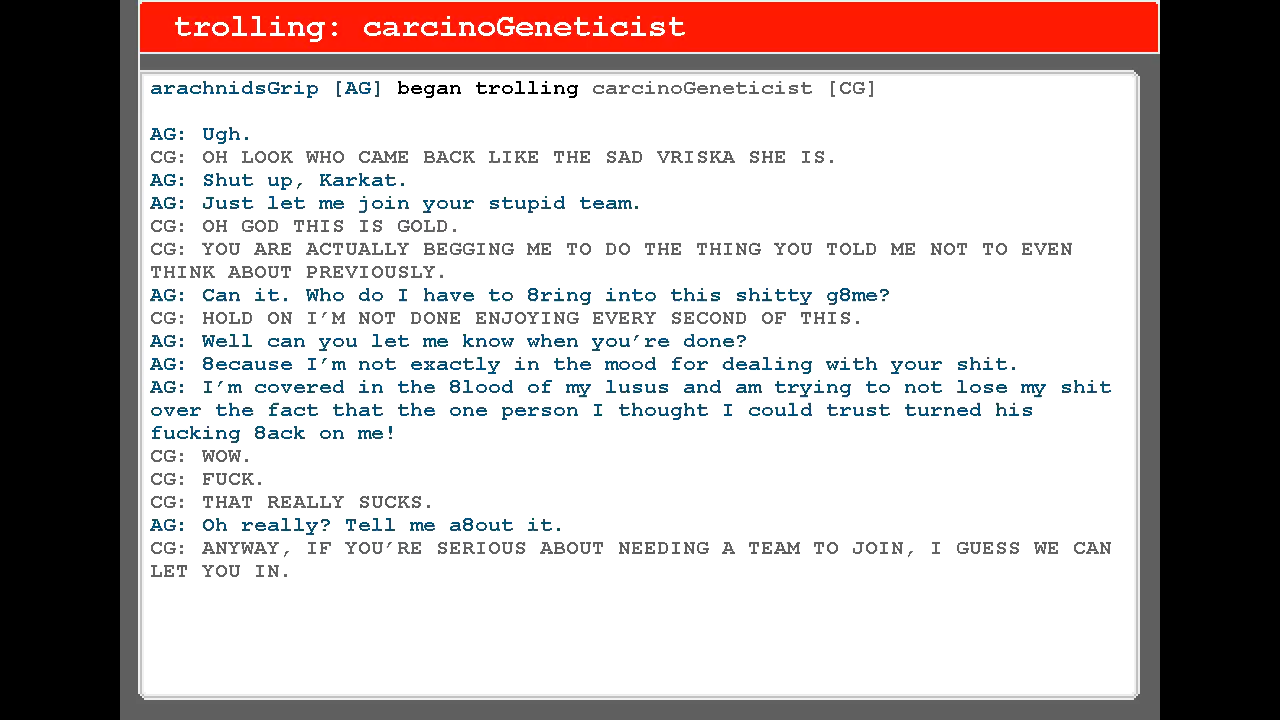 trolling: carcinoGeneticist
arachnidsGrip [AG] began trolling carcinoGeneticist [CG]
AG: Ugh.
CG: OH LOOK WHO CAME BACK LIKE THE SAD VRISKA SHE IS.
AG: Shut up, Karkat.
AG: Just let me join your stupid team.
CG: OH GOD THIS IS GOLD.
CG: YOU ARE ACTUALLY BEGGING ME TO DO THE THING YOU TOLD ME NOT TO EVEN
THINK ABOUT PREVIOUSLY.
AG: Can it. Who do I have to 8ring into this shitty g8me?
CG: HOLD ON I’M NOT DONE ENJOYING EVERY SECOND OF THIS.
AG: Well can you let me know when you’re done?
AG: 8ecause I’m not exactly in the mood for dealing with your shit.
AG: I’m covered in the 8lood of my lusus and am trying to not lose my shit
over the fact that the one person I thought I could trust turned his
fucking 8ack on me!
CG: WOW.
CG: FUCK.
CG: THAT REALLY SUCKS.
AG: Oh really? Tell me a8out it.
CG: ANYWAY, IF YOU’RE SERIOUS ABOUT NEEDING A TEAM TO JOIN, I GUESS WE CAN
LET YOU IN.